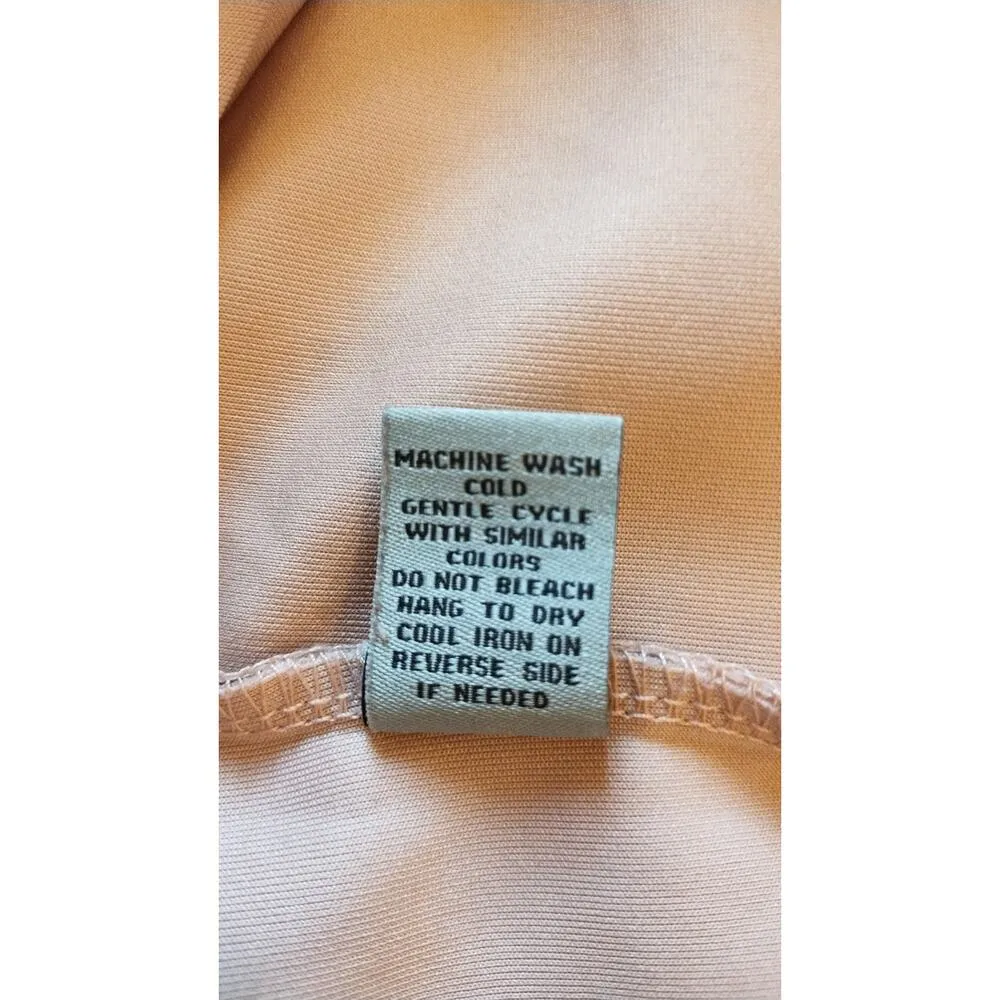 MACHINE WASH
COLD
GENTLE CYCLE
WITH SIMILAR
COLORS
DO NOT BLEACH
HANG TO DRY
COOL IRON ON
REVERSE SIDE
IF NEEDED